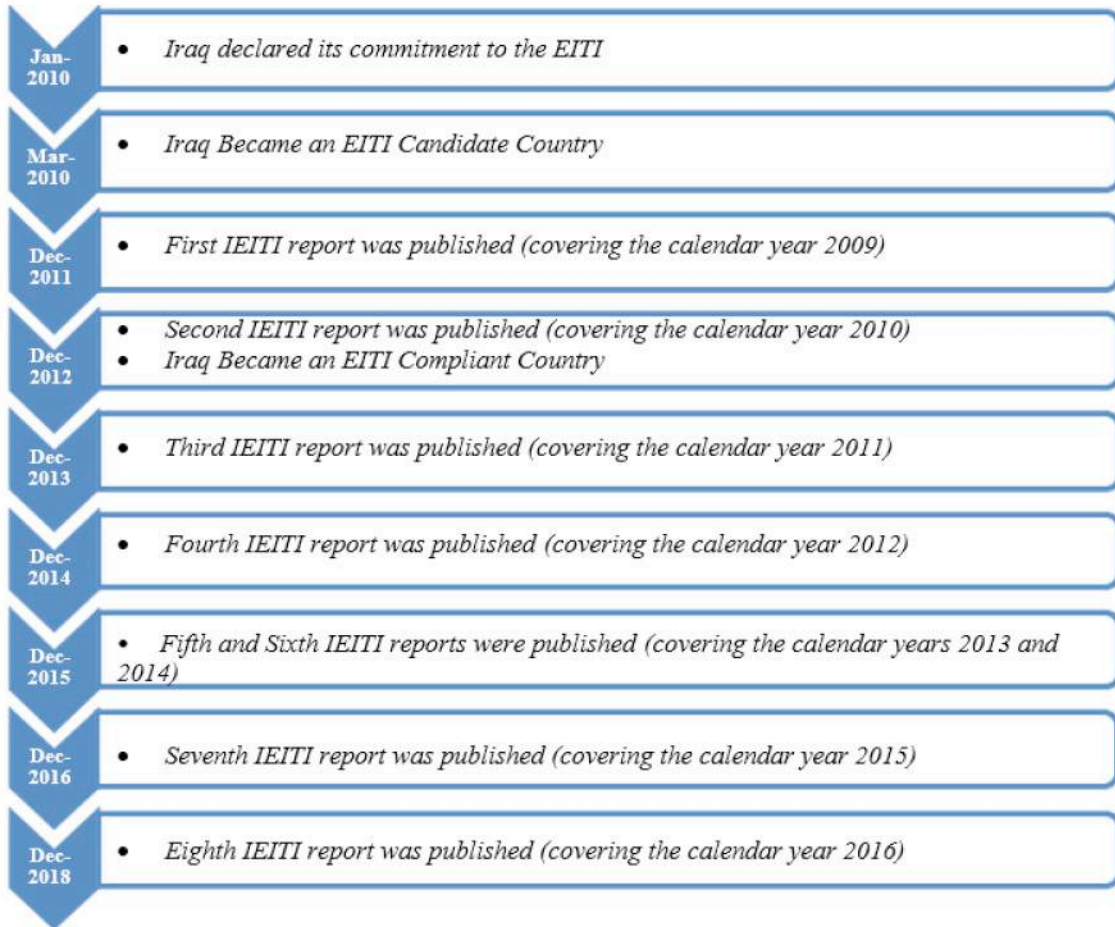 Jan-
2010
• Iraq declared its commitment to the EITI
Mar-
2010
• Iraq Became an EITI Candidate Country
Dec-
2011
• First IEITI report was published (covering the calendar year 2009)
Dec-
2012
• Second IEITI report was published (covering the calendar year 2010)
• Iraq Became an EITI Compliant Country
Dec-
2013
• Third IEITI report was published (covering the calendar year 2011)
Dec-
2014
• Fourth IEITI report was published (covering the calendar year 2012)
Dec-
2015
• Fifth and Sixth IEITI reports were published (covering the calendar years 2013 and
2014)
Dec-
2016
• Seventh IEITI report was published (covering the calendar year 2015)
Dec-
2018
• Eighth IEITI report was published (covering the calendar year 2016)